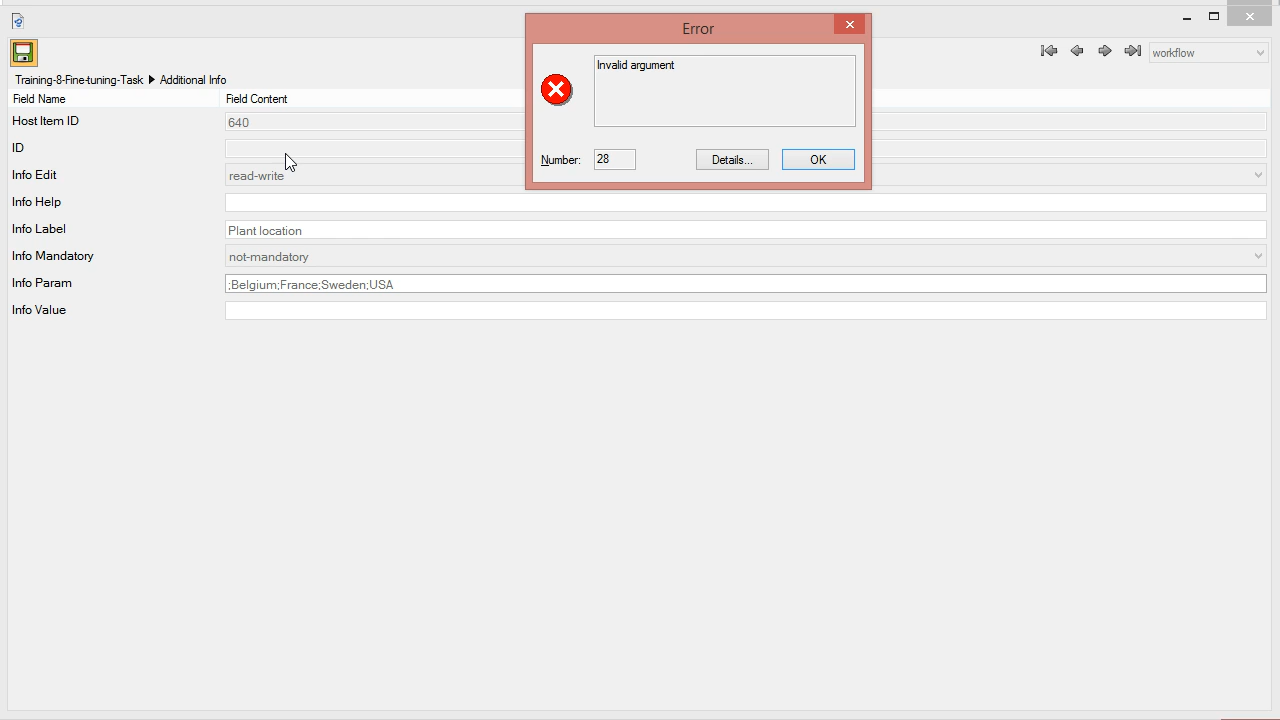 Error
Invalid argument
Number: 28 Details... OK
workflow
Training-8-Fine-tuning-Task Additional Info
Field Name Field Content
Host Item ID 640
ID
Info Edit read-write
Info Help
Info Label Plant location
Info Mandatory not-mandatory
Info Param ;Belgium;France;Sweden;USA
Info Value